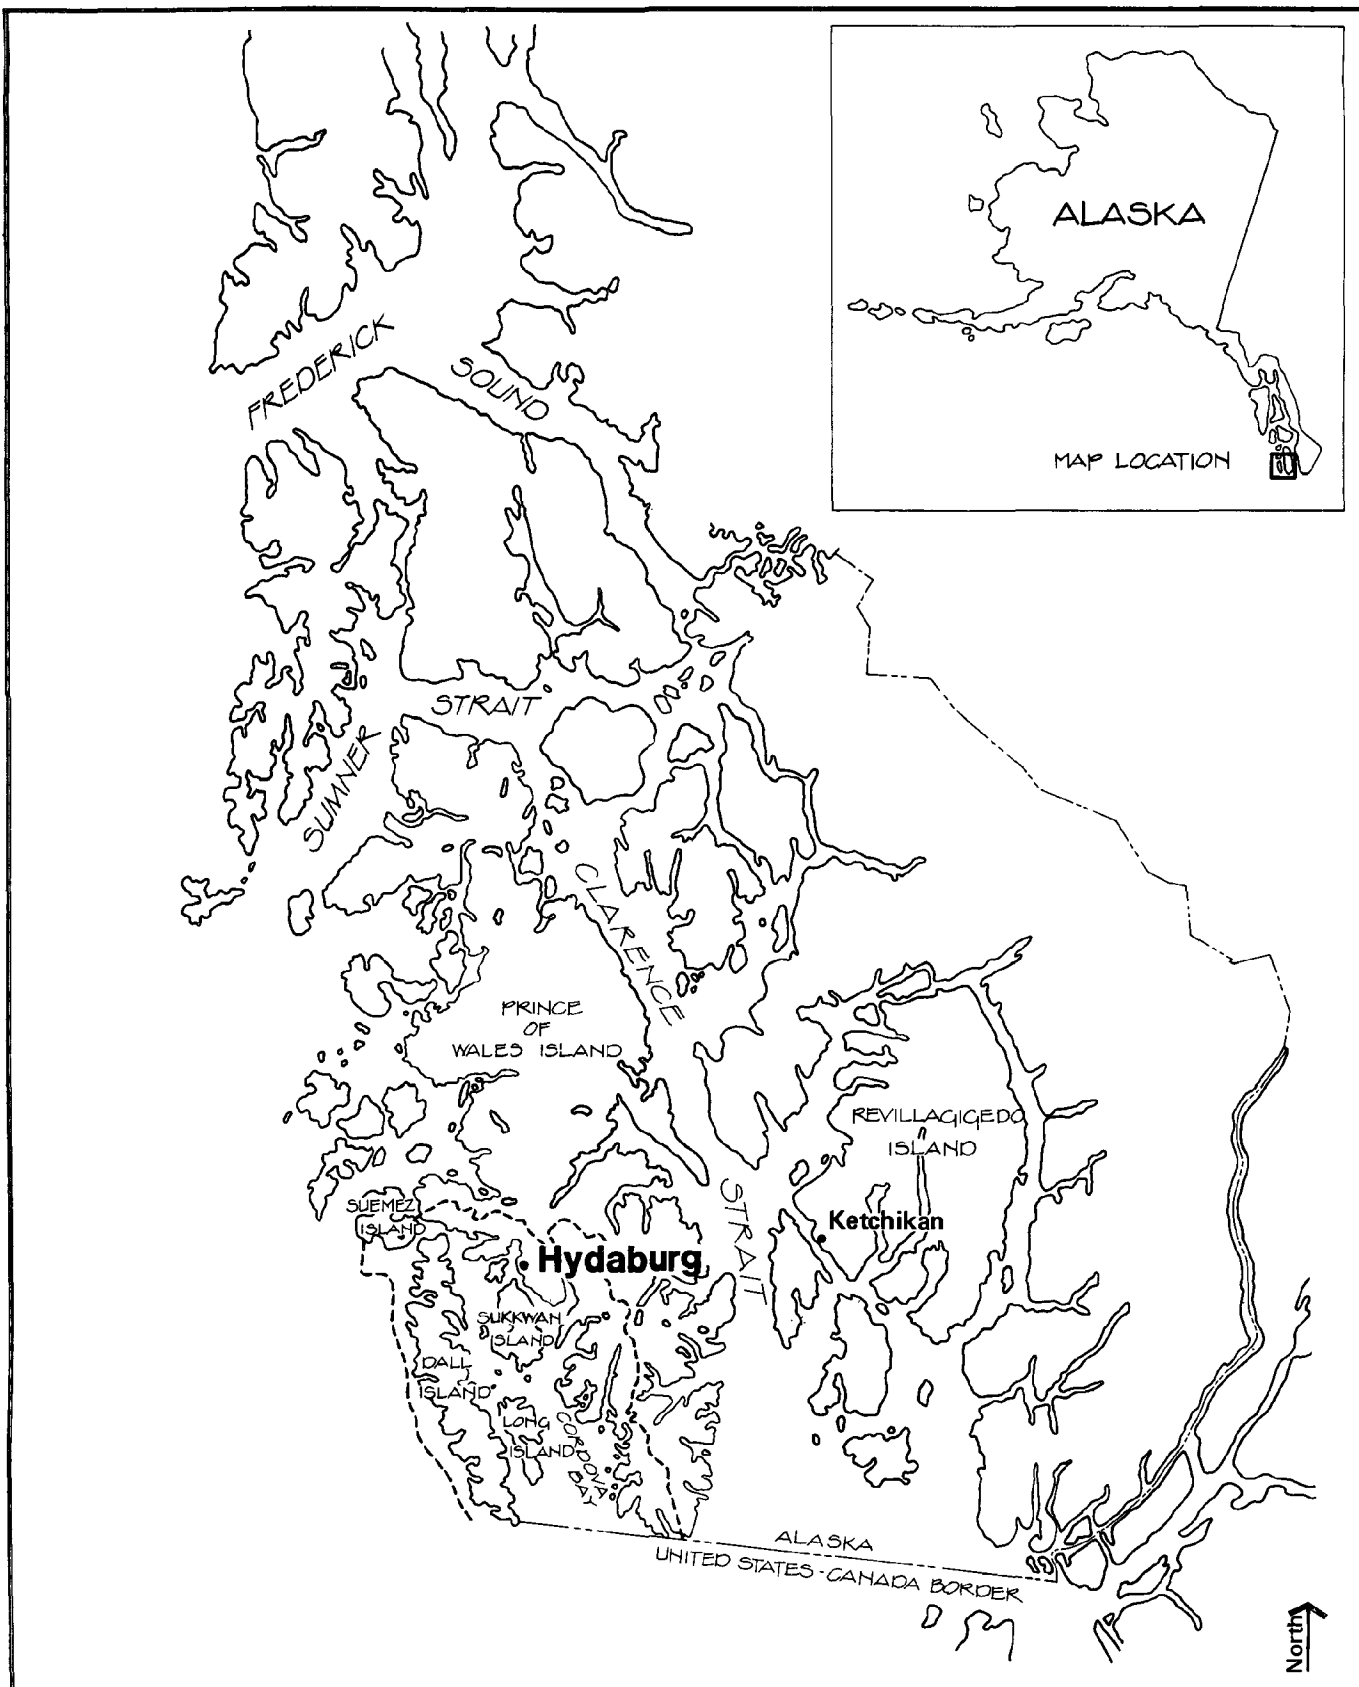 ALASKA
MAP LOCATION
FREDERICK
SOUND
STRAIT
SUMNER
CLARENCE
PRINCE
OF
WALES ISLAND
REVILLAGIGEDO
ISLAND
STRAIT
SUEMEZ
ISLAND
Ketchikan
Hydaburg
SUKKWAN
ISLAND
DALL
ISLAND
LONG
ISLAND
CORDOVA
BAY
ALASKA
UNITED STATES-CANADA BORDER
North